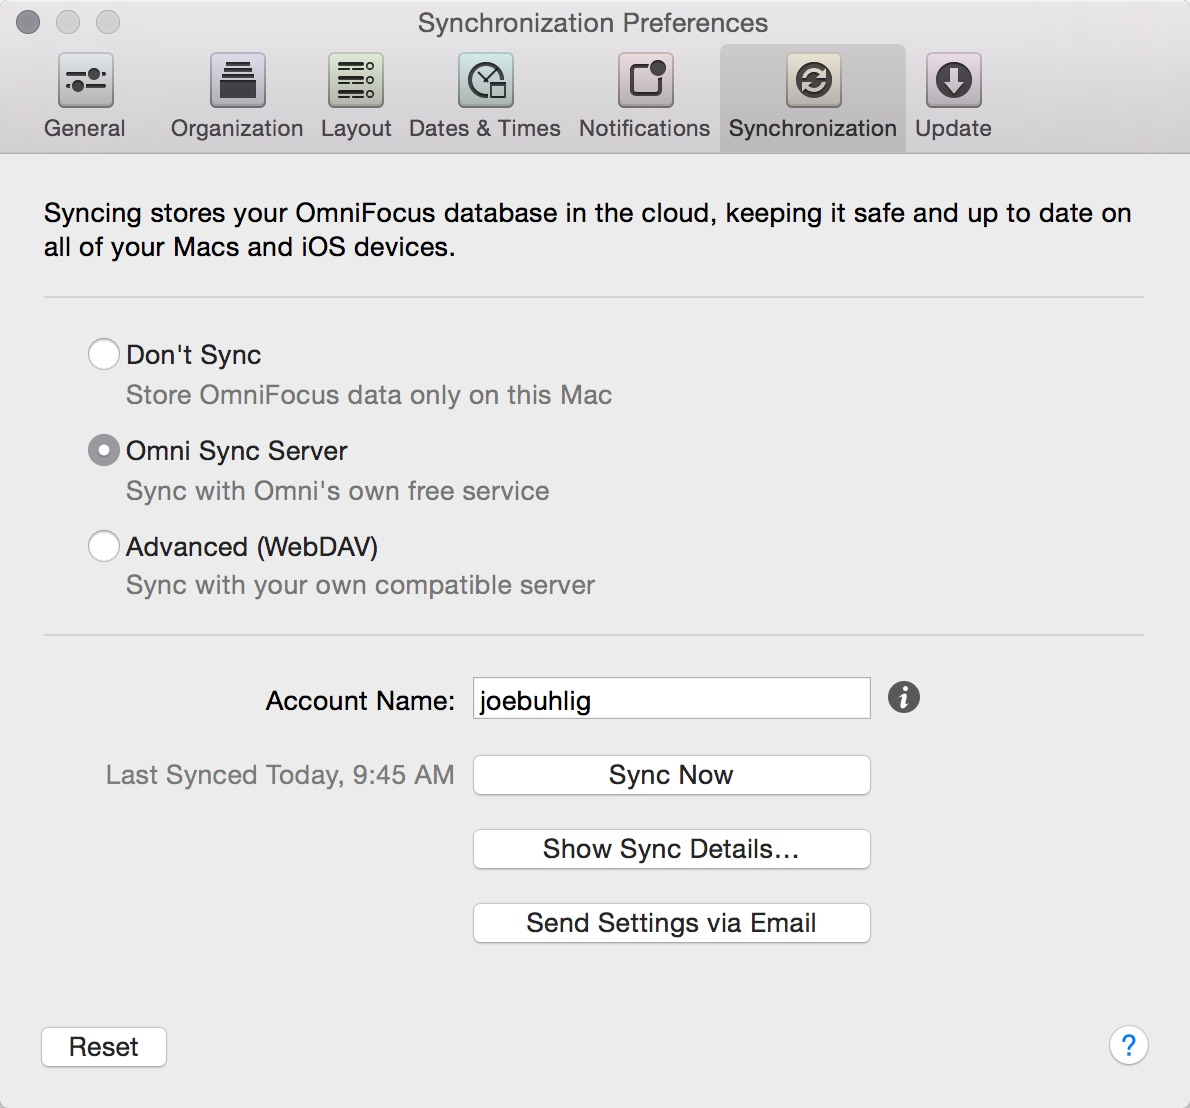 Synchronization Preferences
General Organization Layout Dates & Times Notifications Synchronization Update
Syncing stores your OmniFocus database in the cloud, keeping it safe and up to date on
all of your Macs and iOS devices.
Don't Sync
Store OmniFocus data only on this Mac
Omni Sync Server
Sync with Omni's own free service
Advanced (WebDAV)
Sync with your own compatible server
Account Name: joebuhlig
Last Synced Today, 9:45 AM Sync Now
Show Sync Details...
Send Settings via Email
Reset ?